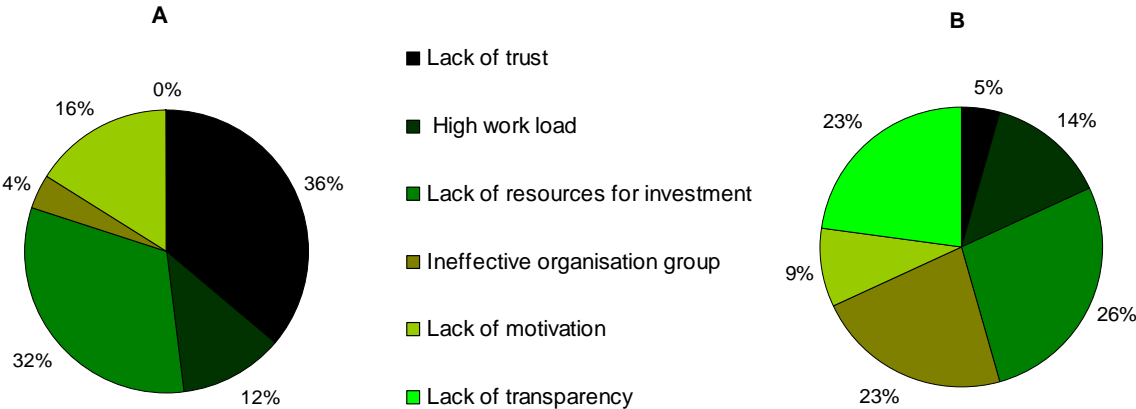 A
0%
16%
4%
36%
32%
12%
Lack of trust
High work load
Lack of resources for investment
Ineffective organisation group
Lack of motivation
Lack of transparency
B
5%
23%
14%
9%
26%
23%